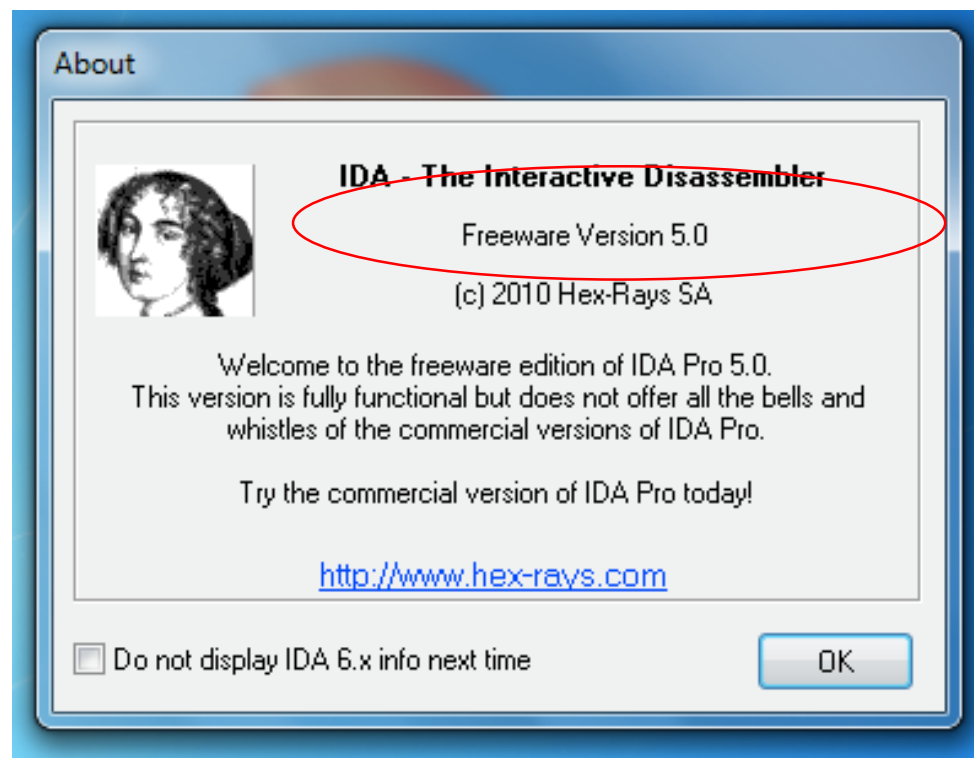 About
IDA - The Interactive Disassembler
Freeware Version 5.0
(c) 2010 Hex-Rays SA
Welcome to the freeware edition of IDA Pro 5.0.
This version is fully functional but does not offer all the bells and
whistles of the commercial versions of IDA Pro.
Try the commercial version of IDA Pro today!
http://www.hex-rays.com
Do not display IDA 6.x info next time
OK